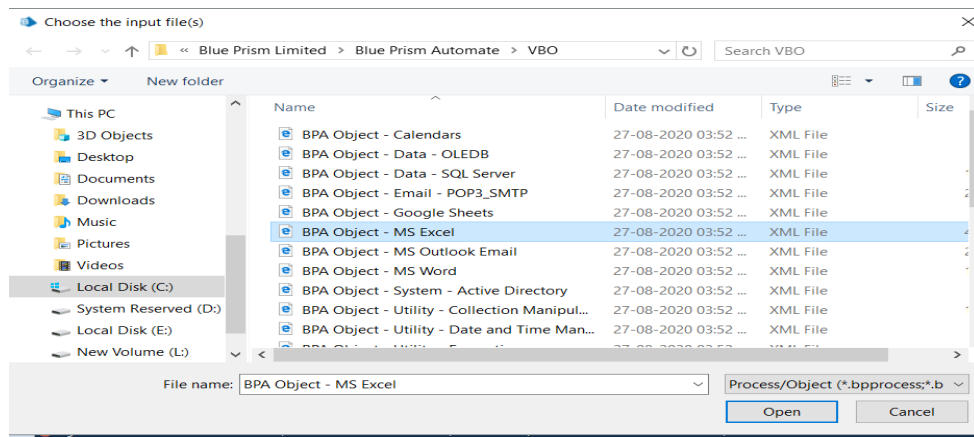 Choose the input file(s)
« Blue Prism Limited > Blue Prism Automate > VBO
Search VBO
Organize New folder
Name Date modified Type Size
This PC
3D Objects
Desktop
Documents
Downloads
Music
Pictures
Videos
Local Disk (C:)
System Reserved (D:)
Local Disk (E:)
New Volume (L:)
BPA Object - Calendars 27-08-2020 03:52 ... XML File
BPA Object - Data - OLEDB 27-08-2020 03:52 ... XML File
BPA Object - Data - SQL Server 27-08-2020 03:52 ... XML File
BPA Object - Email - POP3_SMTP 27-08-2020 03:52 ... XML File
BPA Object - Google Sheets 27-08-2020 03:52 ... XML File
BPA Object - MS Excel 27-08-2020 03:52 ... XML File
BPA Object - MS Outlook Email 27-08-2020 03:52 ... XML File
BPA Object - MS Word 27-08-2020 03:52 ... XML File
BPA Object - System - Active Directory 27-08-2020 03:52 ... XML File
BPA Object - Utility - Collection Manipul... 27-08-2020 03:52 ... XML File
BPA Object - Utility - Date and Time Man... 27-08-2020 03:52 ... XML File
File name: BPA Object - MS Excel
Process/Object (*.bpprocess;*.b
Open Cancel